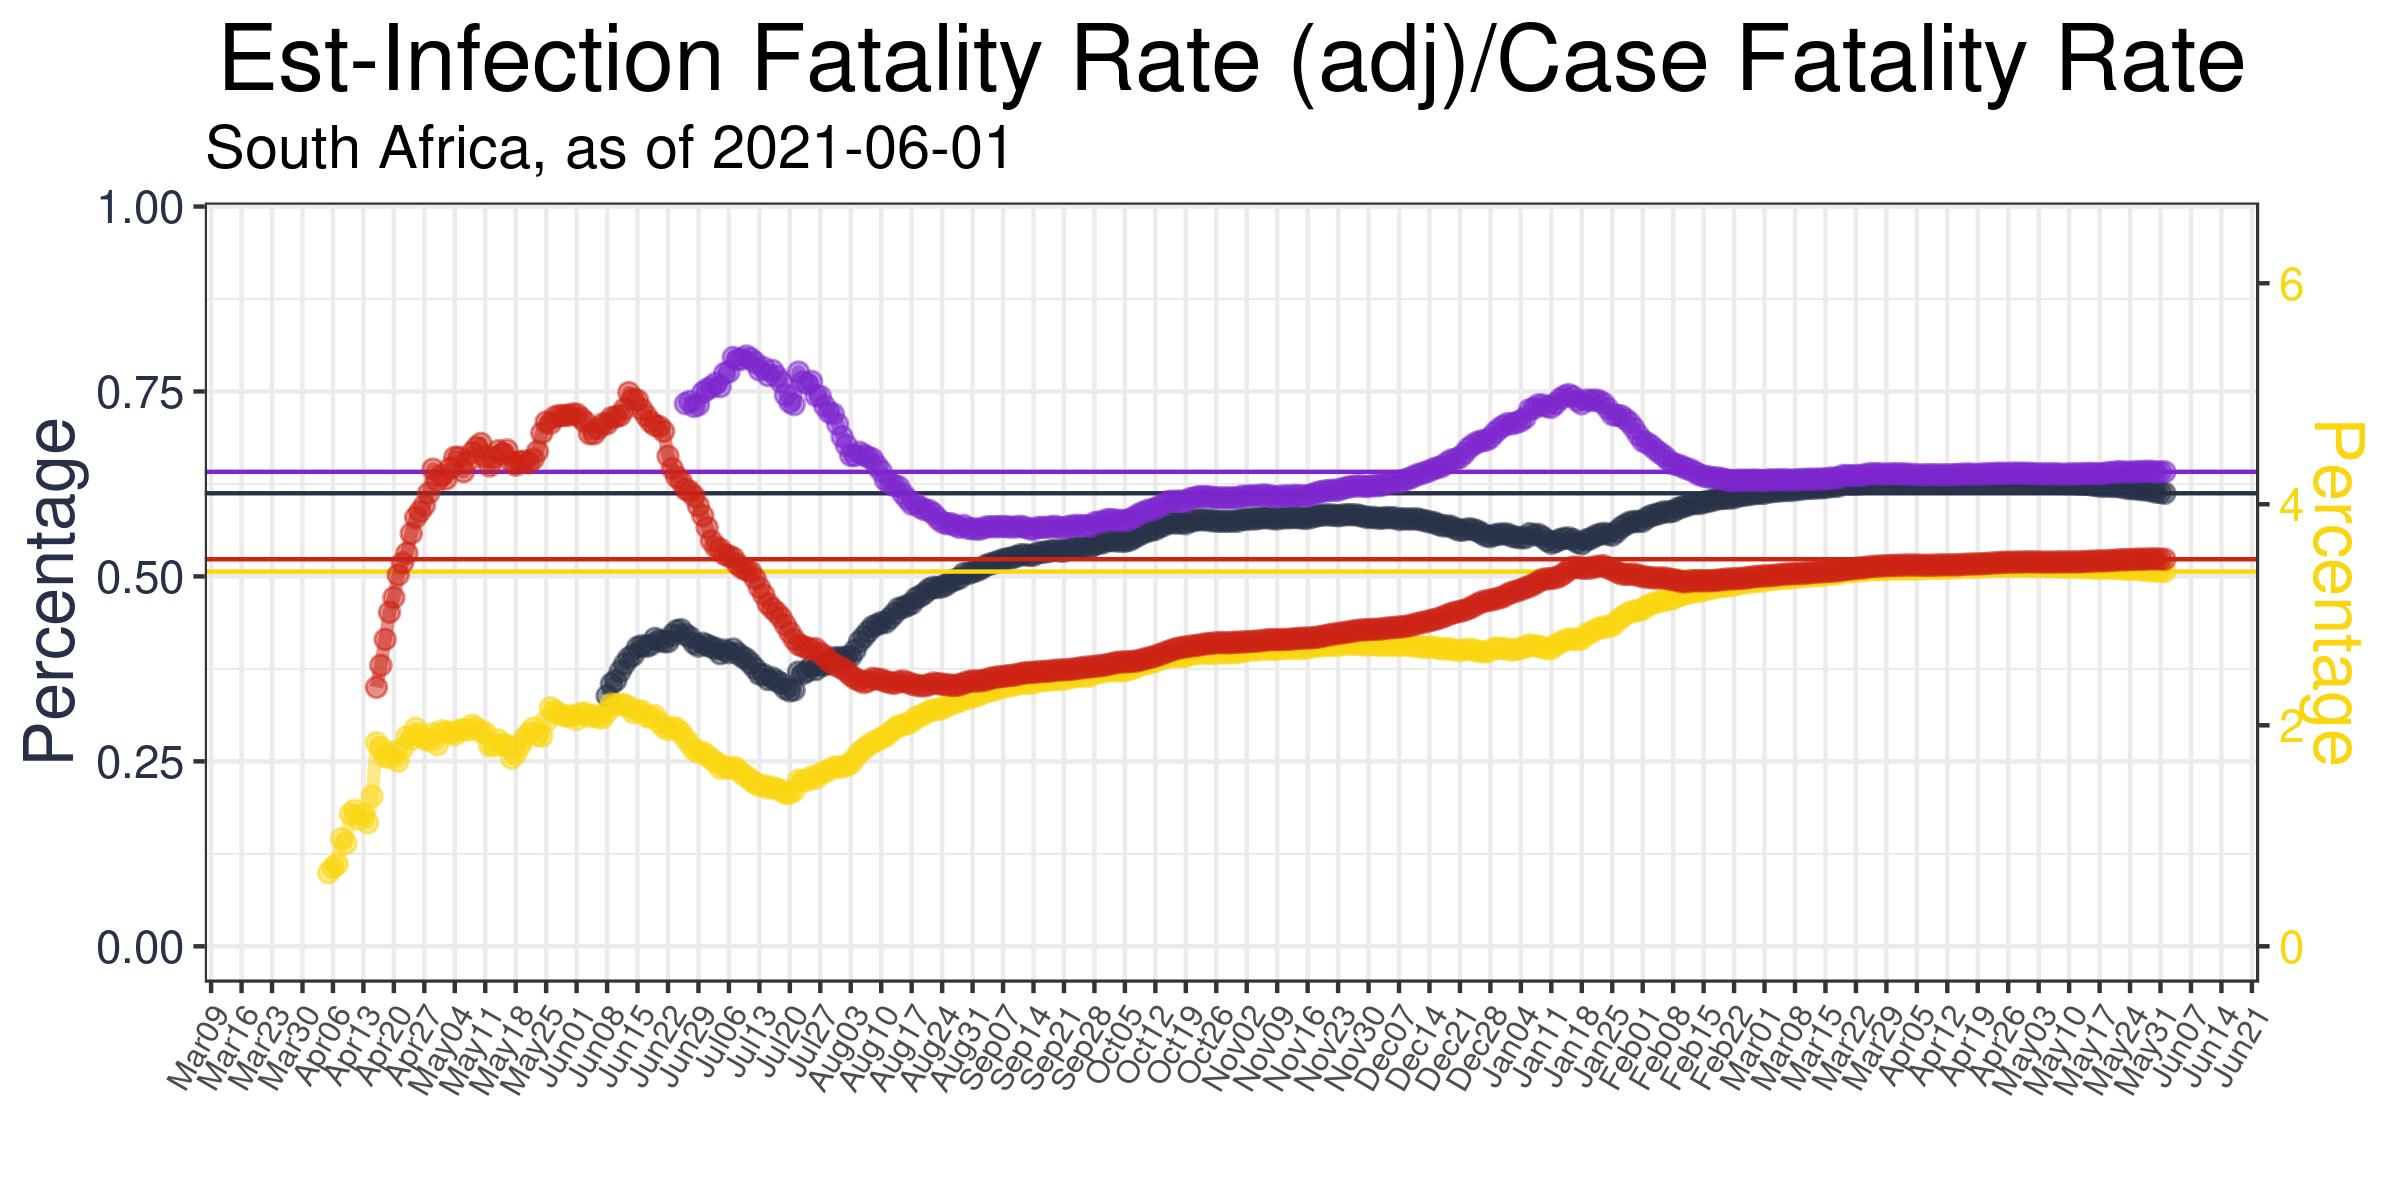 Est-Infection Fatality Rate (adj)/Case Fatality Rate
South Africa, as of 2021-06-01
Percentage
1.00
0.75
0.50
0.25
0.00
6
4
2
0
Percentage
Mar09
Mar16
Mar23
Mar30
Apr06
Apr13
Apr20
Apr27
May04
May11
May18
May25
Jun01
Jun08
Jun15
Jun22
Jun29
Jul06
Jul13
Jul20
Jul27
Aug03
Aug10
Aug17
Aug24
Aug31
Sep07
Sep14
Sep21
Sep28
Oct05
Oct12
Oct19
Oct26
Nov02
Nov09
Nov16
Nov23
Nov30
Dec07
Dec14
Dec21
Dec28
Jan04
Jan11
Jan18
Jan25
Feb01
Feb08
Feb15
Feb22
Mar01
Mar08
Mar15
Mar22
Mar29
Apr05
Apr12
Apr19
Apr26
May03
May10
May17
May24
May31
Jun07
Jun14
Jun21